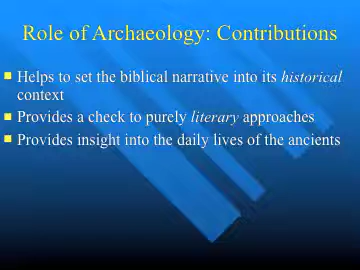 Role of Archaeology: Contributions
Helps to set the biblical narrative into its historical
context
Provides a check to purely literary approaches
Provides insight into the daily lives of the ancients